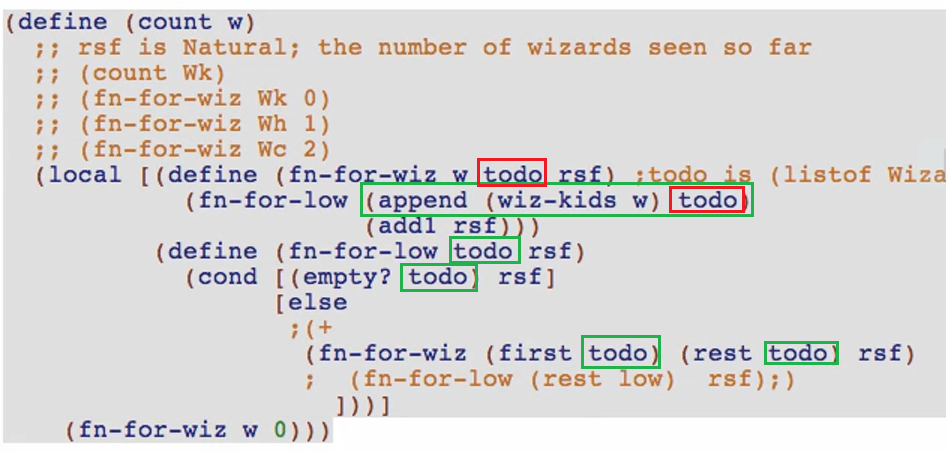 (define (count w)
;; rsf is Natural; the number of wizards seen so far
;; (count Wk)
;; (fn-for-wiz Wk 0)
;; (fn-for-wiz Wh 1)
;; (fn-for-wiz Wc 2)
(local [(define (fn-for-wiz w todo rsf) ;todo is (listof Wiza
(fn-for-low (append (wiz-kids w) todo)
(add1 rsf)))
(define (fn-for-low todo rsf)
(cond [(empty? todo) rsf]
[else
;(+
(fn-for-wiz (first todo) (rest todo) rsf)
; (fn-for-low (rest low) rsf);)
]))]
(fn-for-wiz w 0)))